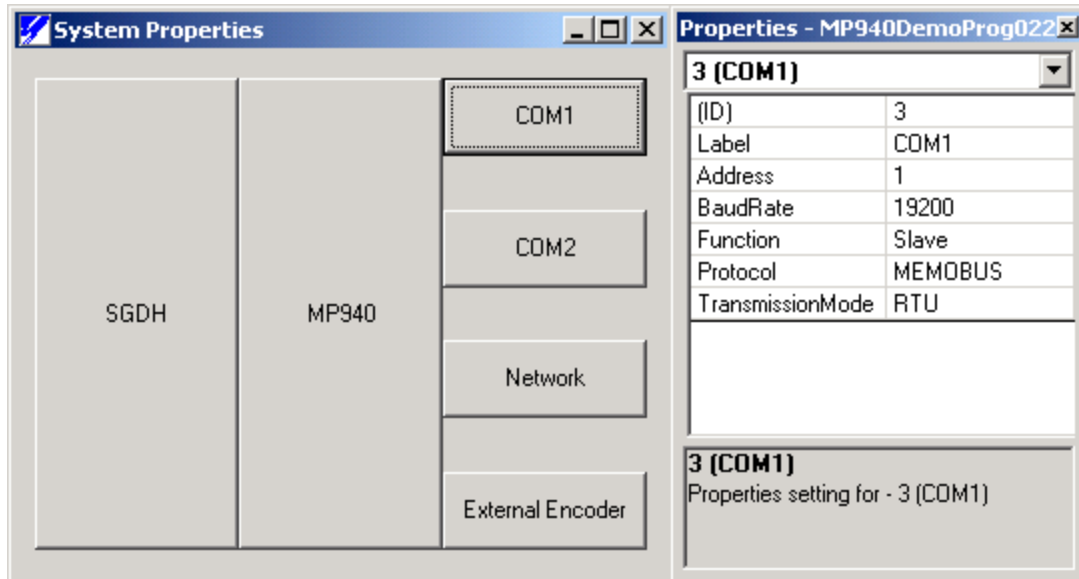 System Properties
SGDH
MP940
COM1
COM2
Network
External Encoder
Properties - MP940DemoProg022
3 (COM1)
(ID) 3
Label COM1
Address 1
BaudRate 19200
Function Slave
Protocol MEMOBUS
TransmissionMode RTU
3 (COM1)
Properties setting for - 3 (COM1)